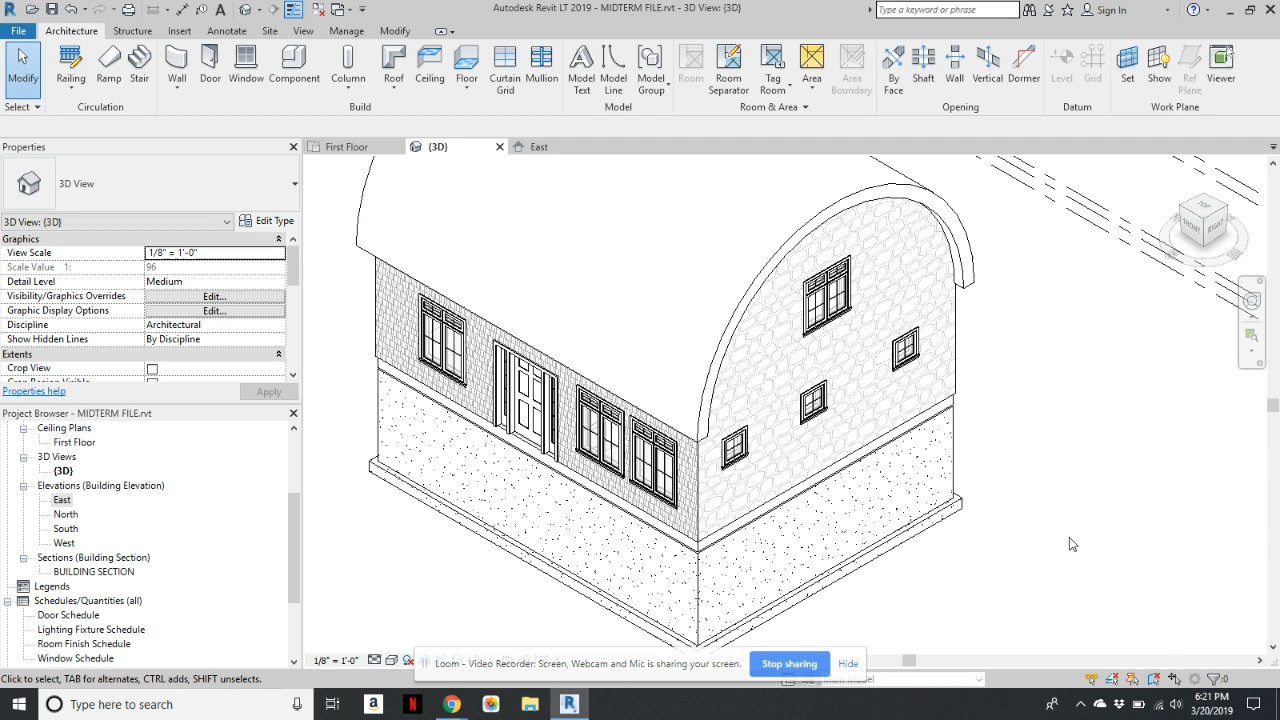 Autodesk Revit LT 2019 - MIDTERM FILE.rvt - 3D View: {3D}
Type a keyword or phrase
Sign In
File Architecture Structure Insert Annotate Site View Manage Modify
Modify Railing Ramp Stair Wall Door Window Component Column Roof Ceiling Floor Curtain Grid Mullion Model Text Model Line Model Group Room Room Separator Tag Room Area Area Boundary By Face Shaft Wall Vertical Dormer Level Grid Set Show Ref Plane Viewer
Select Circulation Build Model Room & Area Opening Datum Work Plane
Properties
First Floor {3D} East
3D View
3D View: {3D} Edit Type
Graphics
View Scale 1/8" = 1'-0"
Scale Value 1: 96
Detail Level Medium
Visibility/Graphics Overrides Edit...
Graphic Display Options Edit...
Discipline Architectural
Show Hidden Lines By Discipline
Extents
Crop View
Properties help Apply
TOP
FRONT RIGHT
Project Browser - MIDTERM FILE.rvt
Ceiling Plans
First Floor
3D Views
{3D}
Elevations (Building Elevation)
East
North
South
West
Sections (Building Section)
BUILDING SECTION
Legends
Schedules/Quantities (all)
Door Schedule
Lighting Fixture Schedule
Room Finish Schedule
Window Schedule
1/8" = 1'-0"
Loom - Video Recorder: Screen, Webcam and Mic is sharing your screen. Stop sharing Hide
Click to select, TAB for alternates, CTRL adds, SHIFT unselects.
:0
Type here to search
6:21 PM
3/20/2019